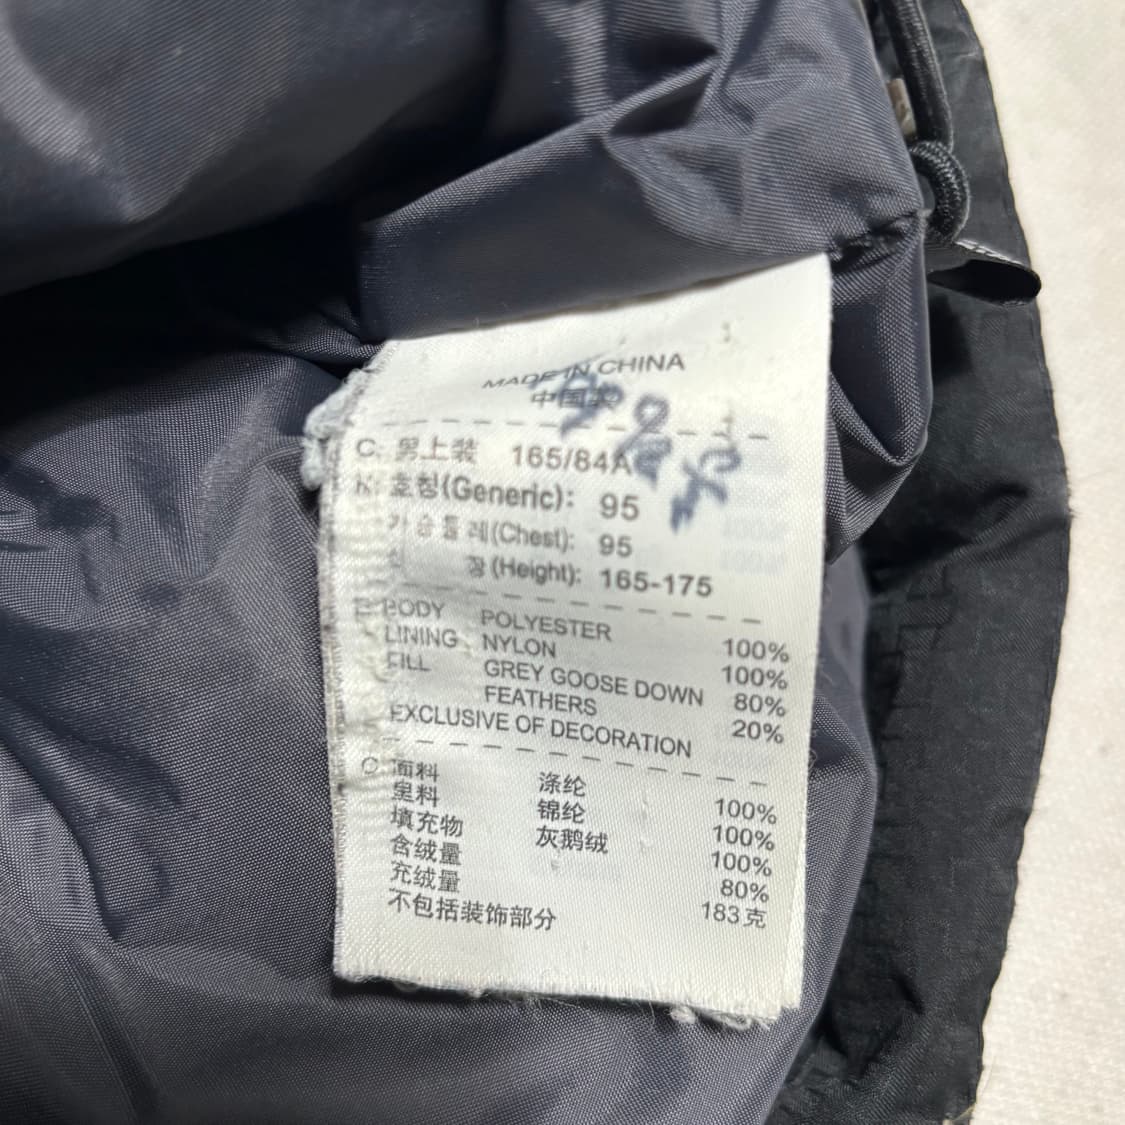 MADE IN CHINA
中国
C: 男上装 165/84A
K: 호칭(Generic): 95
가슴둘레(Chest): 95
장(Height): 165-175
E: BODY POLYESTER 100%
LINING NYLON 100%
FILL GREY GOOSE DOWN 80%
FEATHERS 20%
EXCLUSIVE OF DECORATION
C 面料 涤纶 100%
里料 锦纶 100%
填充物 灰鹅绒 100%
含绒量 80%
充绒量 183克
不包括装饰部分